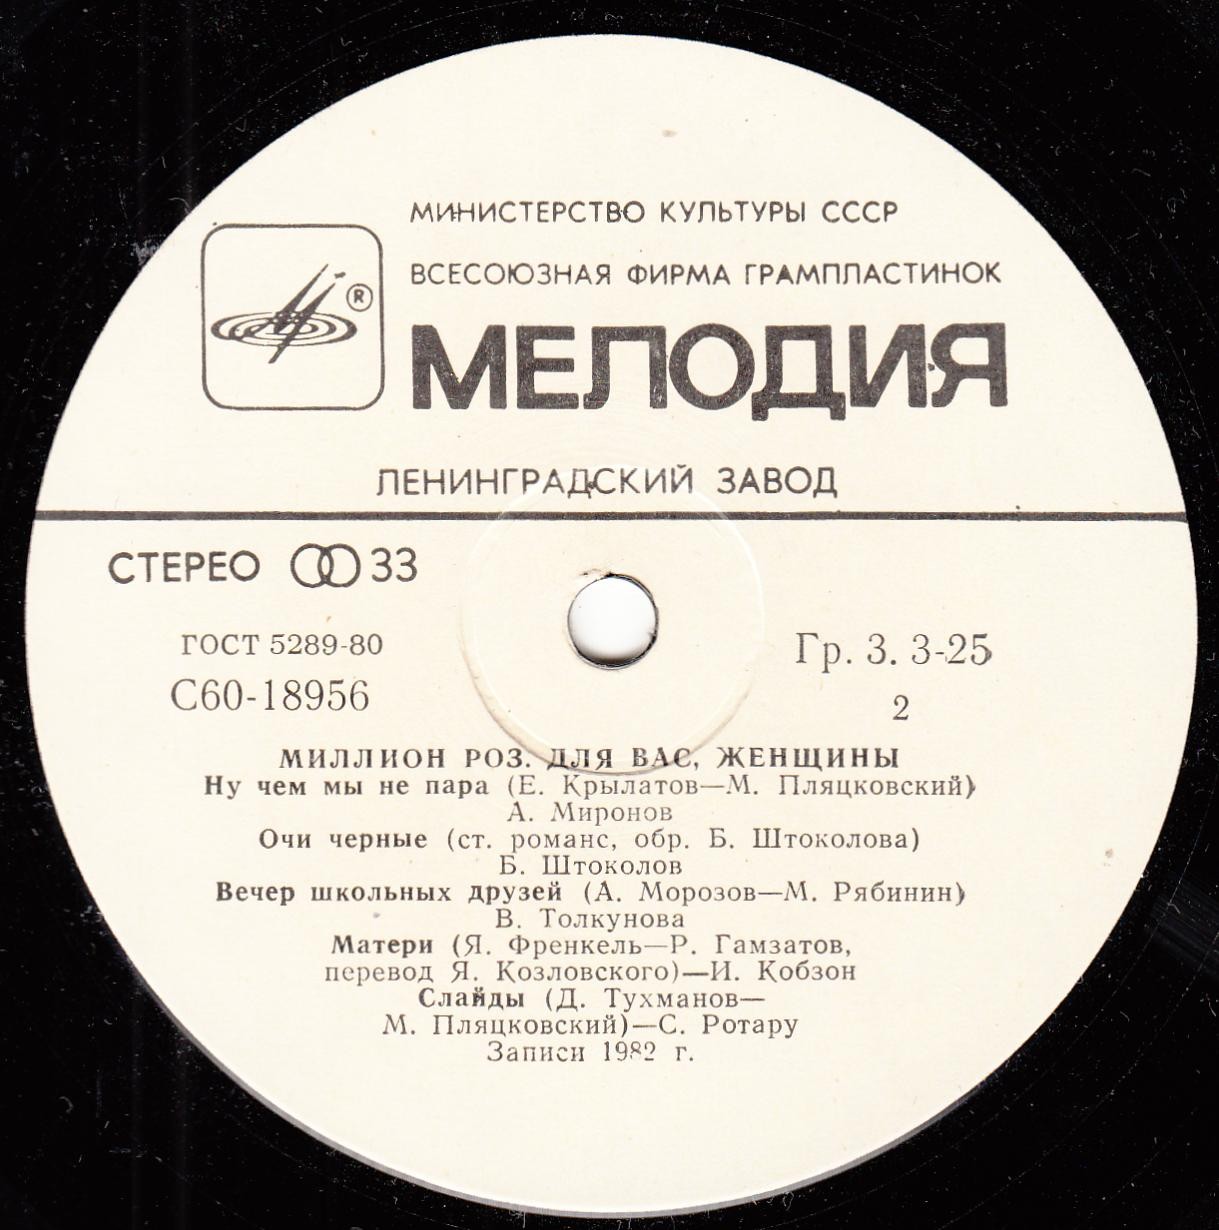 МИНИСТЕРСТВО КУЛЬТУРЫ СССР
ВСЕСОЮЗНАЯ ФИРМА ГРАМПЛАСТИНОК
®
МЕЛОДИЯ
ЛЕНИНГРАДСКИЙ ЗАВОД
СТЕРЕО 33
ГОСТ 5289-80
Гр. 3. 3-25
С60-18956
2
МИЛЛИОН РОЗ. ДЛЯ ВАС, ЖЕНЩИНЫ
Ну чем мы не пара (Е. Крылатов—М. Пляцковский)
А. Миронов
Очи черные (ст. романс, обр. Б. Штоколова)
Б. Штоколов
Вечер школьных друзей (А. Морозов—М. Рябинин)
В. Толкунова
Матери (Я. Френкель—Р. Гамзатов,
перевод Я. Козловского)—И. Кобзон
Слайды (Д. Тухманов—
М. Пляцковский)—С. Ротару
Записи 1982 г.